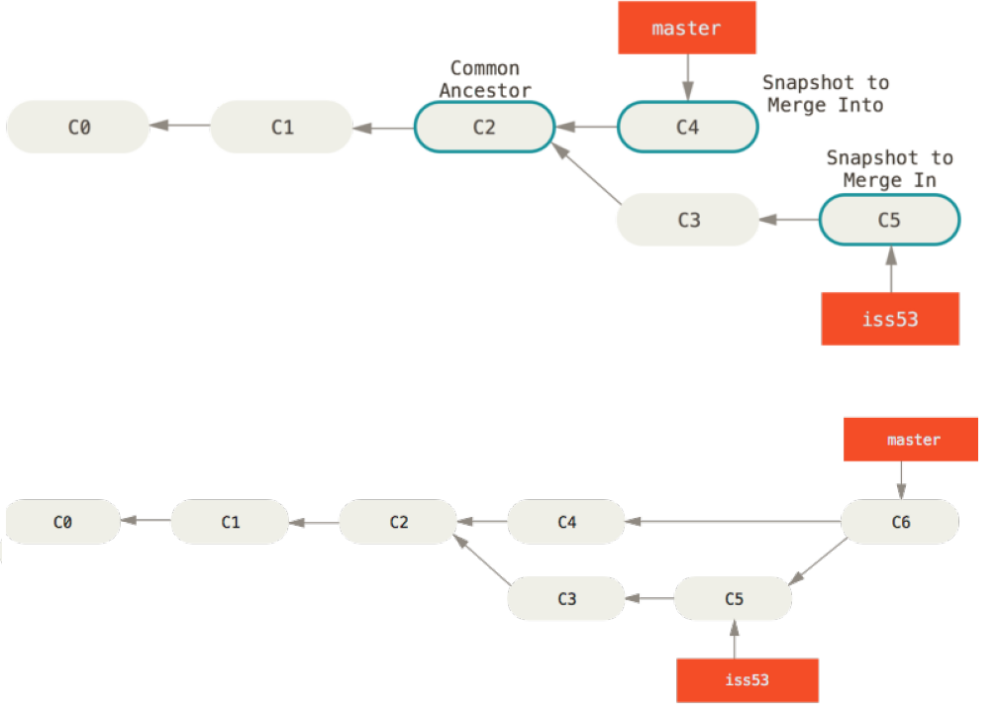 master
Common
Ancestor
Snapshot to
Merge Into
C0
C1
C2
C4
Snapshot to
Merge In
C3
C5
iss53
master
C0
C1
C2
C4
C6
C3
C5
iss53